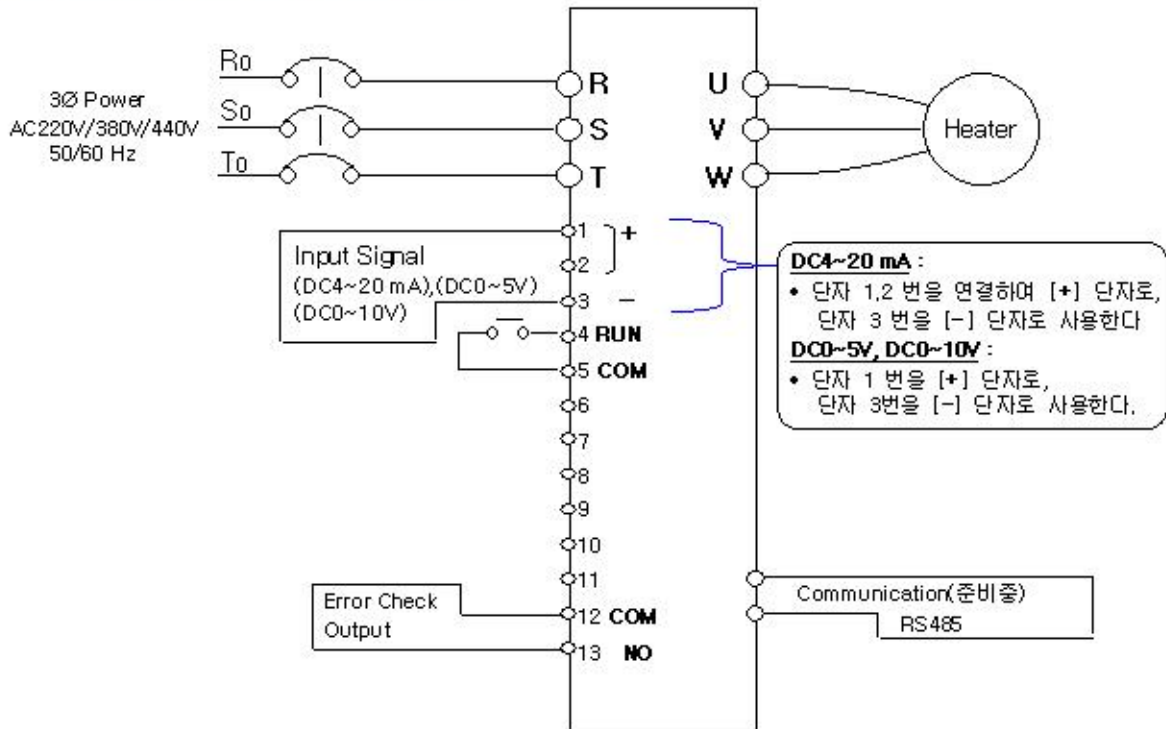 Ro
3Ø Power
AC220V/380V/440V
50/60 Hz
So
To
R
S
T
U
V
W
Heater
1
+
2
3
−
Input Signal
(DC4~20 mA),(DC0~5V)
(DC0~10V)
4 RUN
5 COM
6
7
8
9
10
11
12 COM
13 NO
Error Check
Output
DC4~20 mA :
• 단자 1,2 번을 연결하여 [+] 단자로,
단자 3 번을 [-] 단자로 사용한다
DC0~5V, DC0~10V :
• 단자 1 번을 [+] 단자로,
단자 3번을 [-] 단자로 사용한다.
Communication(준비중)
RS485